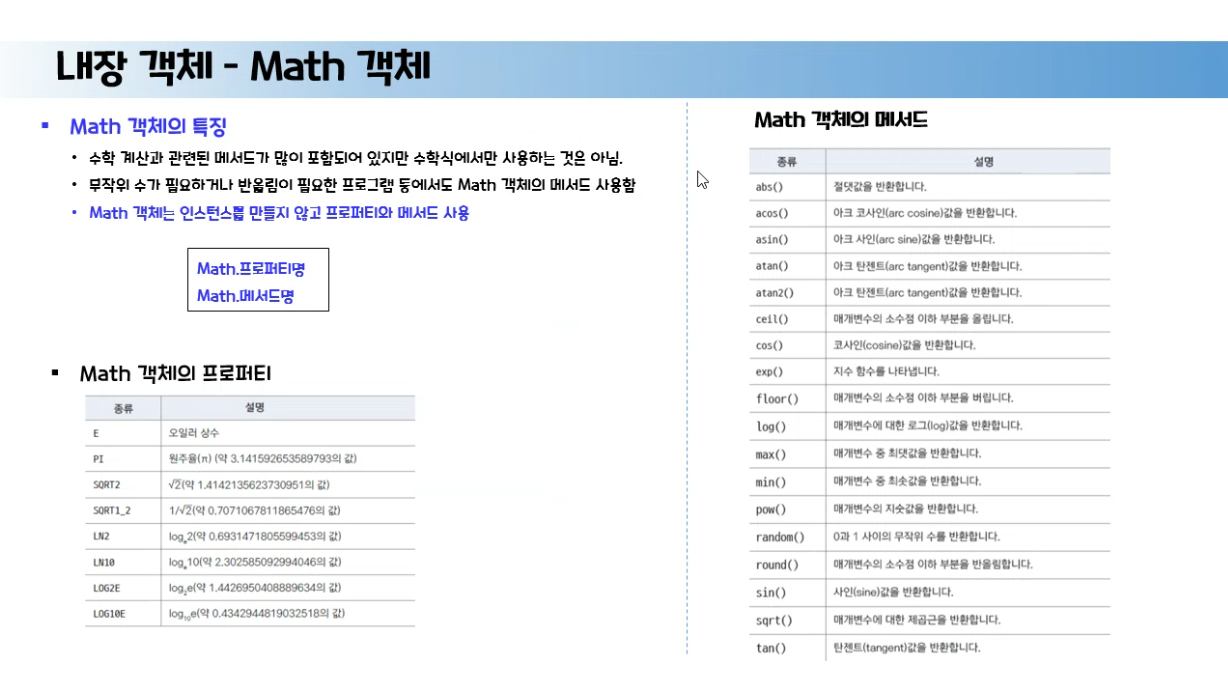 내장 객체 - Math 객체
▪ Math 객체의 특징
• 수학 계산과 관련된 메서드가 많이 포함되어 있지만 수학식에서만 사용하는 것은 아님.
• 무작위 수가 필요하거나 반올림이 필요한 프로그램 등에서도 Math 객체의 메서드 사용함
• Math 객체는 인스턴스를 만들지 않고 프로퍼티와 메서드 사용
Math.프로퍼티명
Math.메서드명
▪ Math 객체의 프로퍼티
종류 설명
E 오일러 상수
PI 원주율(π) (약 3.141592653589793의 값)
SQRT2 √2(약 1.4142135623730951의 값)
SQRT1_2 1/√2(약 0.7071067811865476의 값)
LN2 logₑ2(약 0.6931471805599453의 값)
LN10 logₑ10(약 2.302585092994046의 값)
LOG2E log₂e(약 1.4426950408889634의 값)
LOG10E log₁₀e(약 0.4342944819032518의 값)
Math 객체의 메서드
종류 설명
abs() 절댓값을 반환합니다.
acos() 아크 코사인(arc cosine)값을 반환합니다.
asin() 아크 사인(arc sine)값을 반환합니다.
atan() 아크 탄젠트(arc tangent)값을 반환합니다.
atan2() 아크 탄젠트(arc tangent)값을 반환합니다.
ceil() 매개변수의 소수점 이하 부분을 올립니다.
cos() 코사인(cosine)값을 반환합니다.
exp() 지수 함수를 나타냅니다.
floor() 매개변수의 소수점 이하 부분을 버립니다.
log() 매개변수에 대한 로그(log)값을 반환합니다.
max() 매개변수 중 최댓값을 반환합니다.
min() 매개변수 중 최솟값을 반환합니다.
pow() 매개변수의 지숫값을 반환합니다.
random() 0과 1 사이의 무작위 수를 반환합니다.
round() 매개변수의 소수점 이하 부분을 반올림합니다.
sin() 사인(sine)값을 반환합니다.
sqrt() 매개변수에 대한 제곱근을 반환합니다.
tan() 탄젠트(tangent)값을 반환합니다.